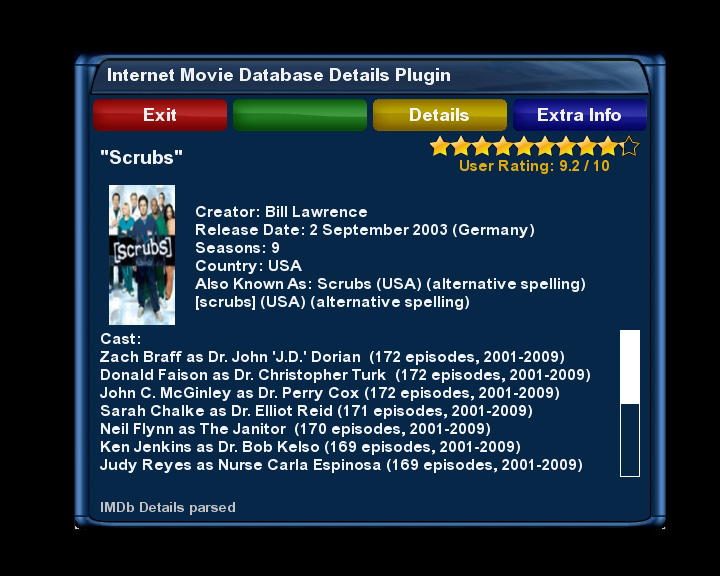 Internet Movie Database Details Plugin
Exit
Details
Extra Info
"Scrubs"
User Rating: 9.2 / 10
[scrubs]
Creator: Bill Lawrence
Release Date: 2 September 2003 (Germany)
Seasons: 9
Country: USA
Also Known As: Scrubs (USA) (alternative spelling)
[scrubs] (USA) (alternative spelling)
Cast:
Zach Braff as Dr. John 'J.D.' Dorian  (172 episodes, 2001-2009)
Donald Faison as Dr. Christopher Turk  (172 episodes, 2001-2009)
John C. McGinley as Dr. Perry Cox (172 episodes, 2001-2009)
Sarah Chalke as Dr. Elliot Reid (171 episodes, 2001-2009)
Neil Flynn as The Janitor  (170 episodes, 2001-2009)
Ken Jenkins as Dr. Bob Kelso (169 episodes, 2001-2009)
Judy Reyes as Nurse Carla Espinosa (169 episodes, 2001-2009)
IMDb Details parsed